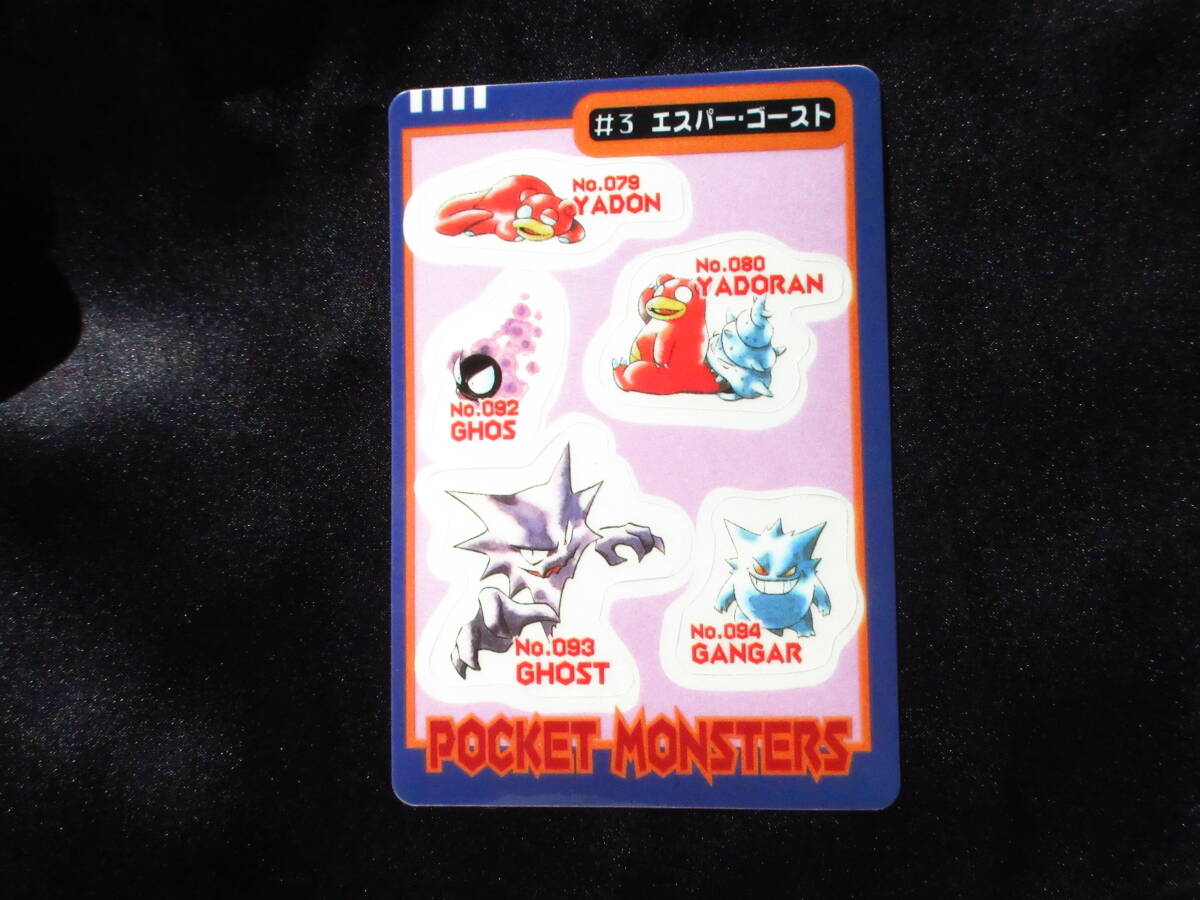 #3 エスパー・ゴースト
No.079
YADON
No.080
YADORAN
No.092
GHOS
No.093
GHOST
No.094
GANGAR
POCKET MONSTERS